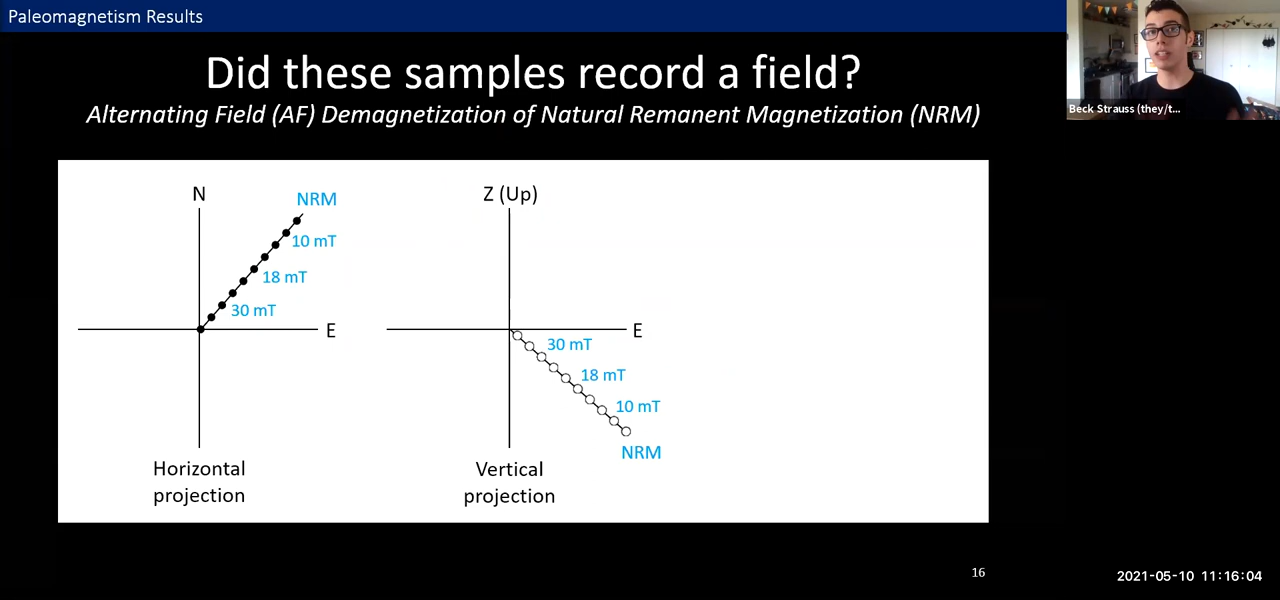 Paleomagnetism Results
Did these samples record a field?
Alternating Field (AF) Demagnetization of Natural Remanent Magnetization (NRM)
Beck Strauss (they/t...
N
NRM
10 mT
18 mT
30 mT
E
Horizontal
projection
Z (Up)
E
30 mT
18 mT
10 mT
NRM
Vertical
projection
16
2021-05-10 11:16:04